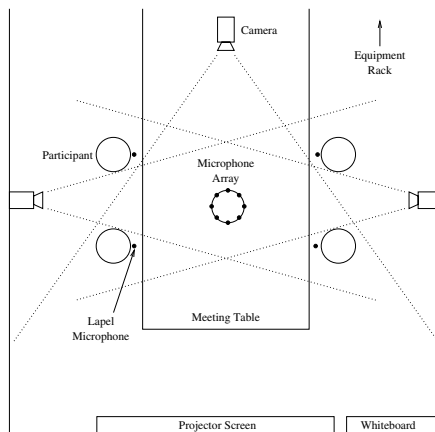 Camera
Equipment
Rack
Participant
Microphone
Array
Lapel
Microphone
Meeting Table
Projector Screen
Whiteboard